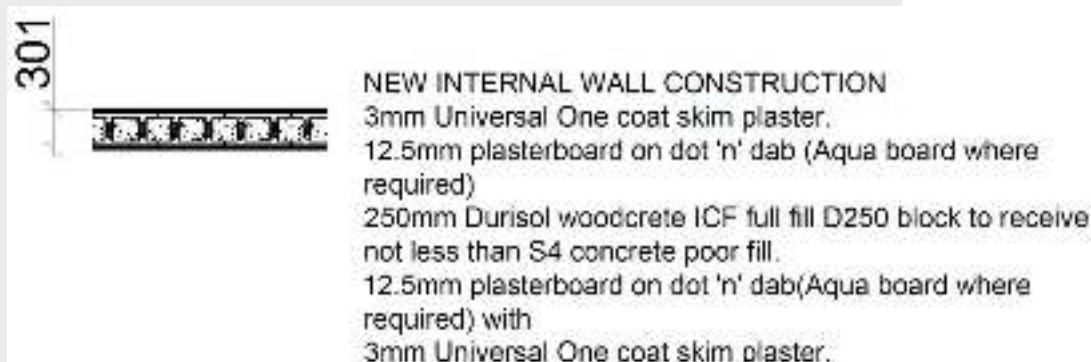 301
NEW INTERNAL WALL CONSTRUCTION
3mm Universal One coat skim plaster.
12.5mm plasterboard on dot 'n' dab (Aqua board where
required)
250mm Durisol woodcrete ICF full fill D250 block to receive
not less than S4 concrete poor fill.
12.5mm plasterboard on dot 'n' dab(Aqua board where
required) with
3mm Universal One coat skim plaster.